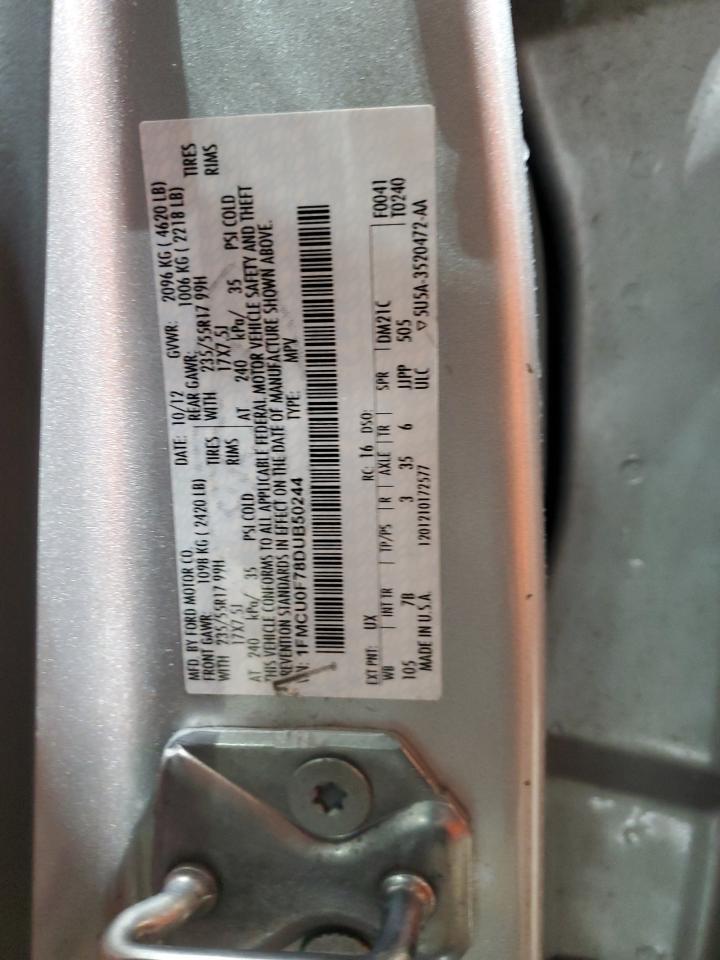 MFD. BY FORD MOTOR CO. DATE: 10/12 GVWR: 2096 KG ( 4620 LB)
FRONT GAWR: 1098 KG ( 2420 LB) REAR GAWR: 1006 KG ( 2218 LB)
WITH 235/55R17 99H TIRES WITH 235/55R17 99H TIRES
17X7.5J RIMS 17X7.5J RIMS
AT 240 kPa/ 35 PSI COLD AT 240 kPa/ 35 PSI COLD
THIS VEHICLE CONFORMS TO ALL APPLICABLE FEDERAL MOTOR VEHICLE SAFETY AND THEFT
PREVENTION STANDARDS IN EFFECT ON THE DATE OF MANUFACTURE SHOWN ABOVE.
VIN: 1FMCU0F78DUB50244 TYPE: MPV
EXT PNT: UX RC: 16 DSO: F0041
WB INT TR TP/PS R AXLE TR SPR DM21C T0240
105 7B 3 35 6 JJPP 505
MADE IN U.S.A. 120121017257? ULC ▽5U5A-3520472-AA